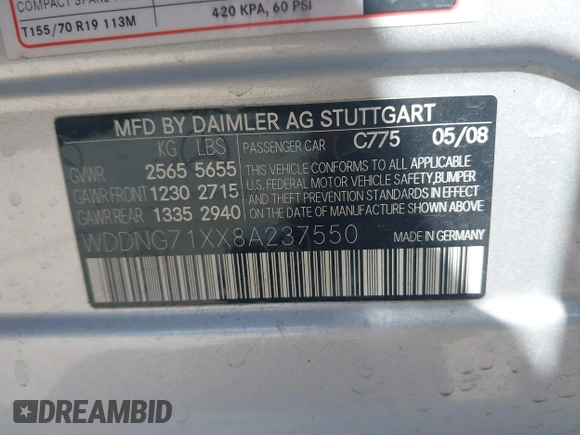 COMPACT SPARE
T155/70 R19 113M
420 KPA, 60 PSI
MFD BY DAIMLER AG STUTTGART
KG LBS PASSENGER CAR C775 05/08
GVWR 2565 5655 THIS VEHICLE CONFORMS TO ALL APPLICABLE
GAWR FRONT 1230 2715 U.S. FEDERAL MOTOR VEHICLE SAFETY, BUMPER
AND THEFT PREVENTION STANDARDS IN EFFECT
GAWR REAR 1335 2940 ON THE DATE OF MANUFACTURE SHOWN ABOVE.
WDDNG71XX8A237550 MADE IN GERMANY
DREAMBID